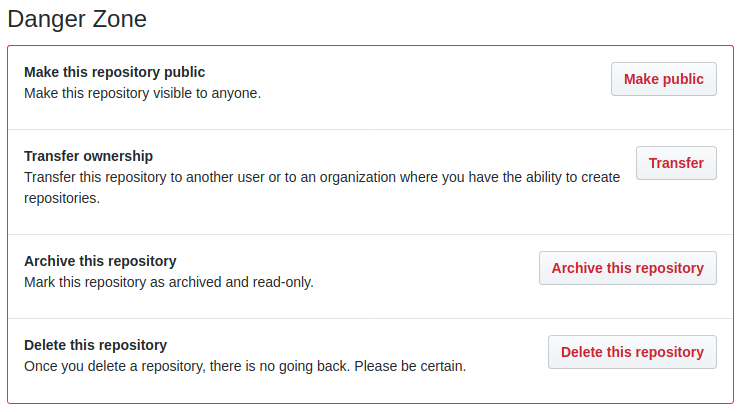 Danger Zone
Make this repository public
Make this repository visible to anyone.
Make public
Transfer ownership
Transfer this repository to another user or to an organization where you have the ability to create
repositories.
Transfer
Archive this repository
Mark this repository as archived and read-only.
Archive this repository
Delete this repository
Once you delete a repository, there is no going back. Please be certain.
Delete this repository